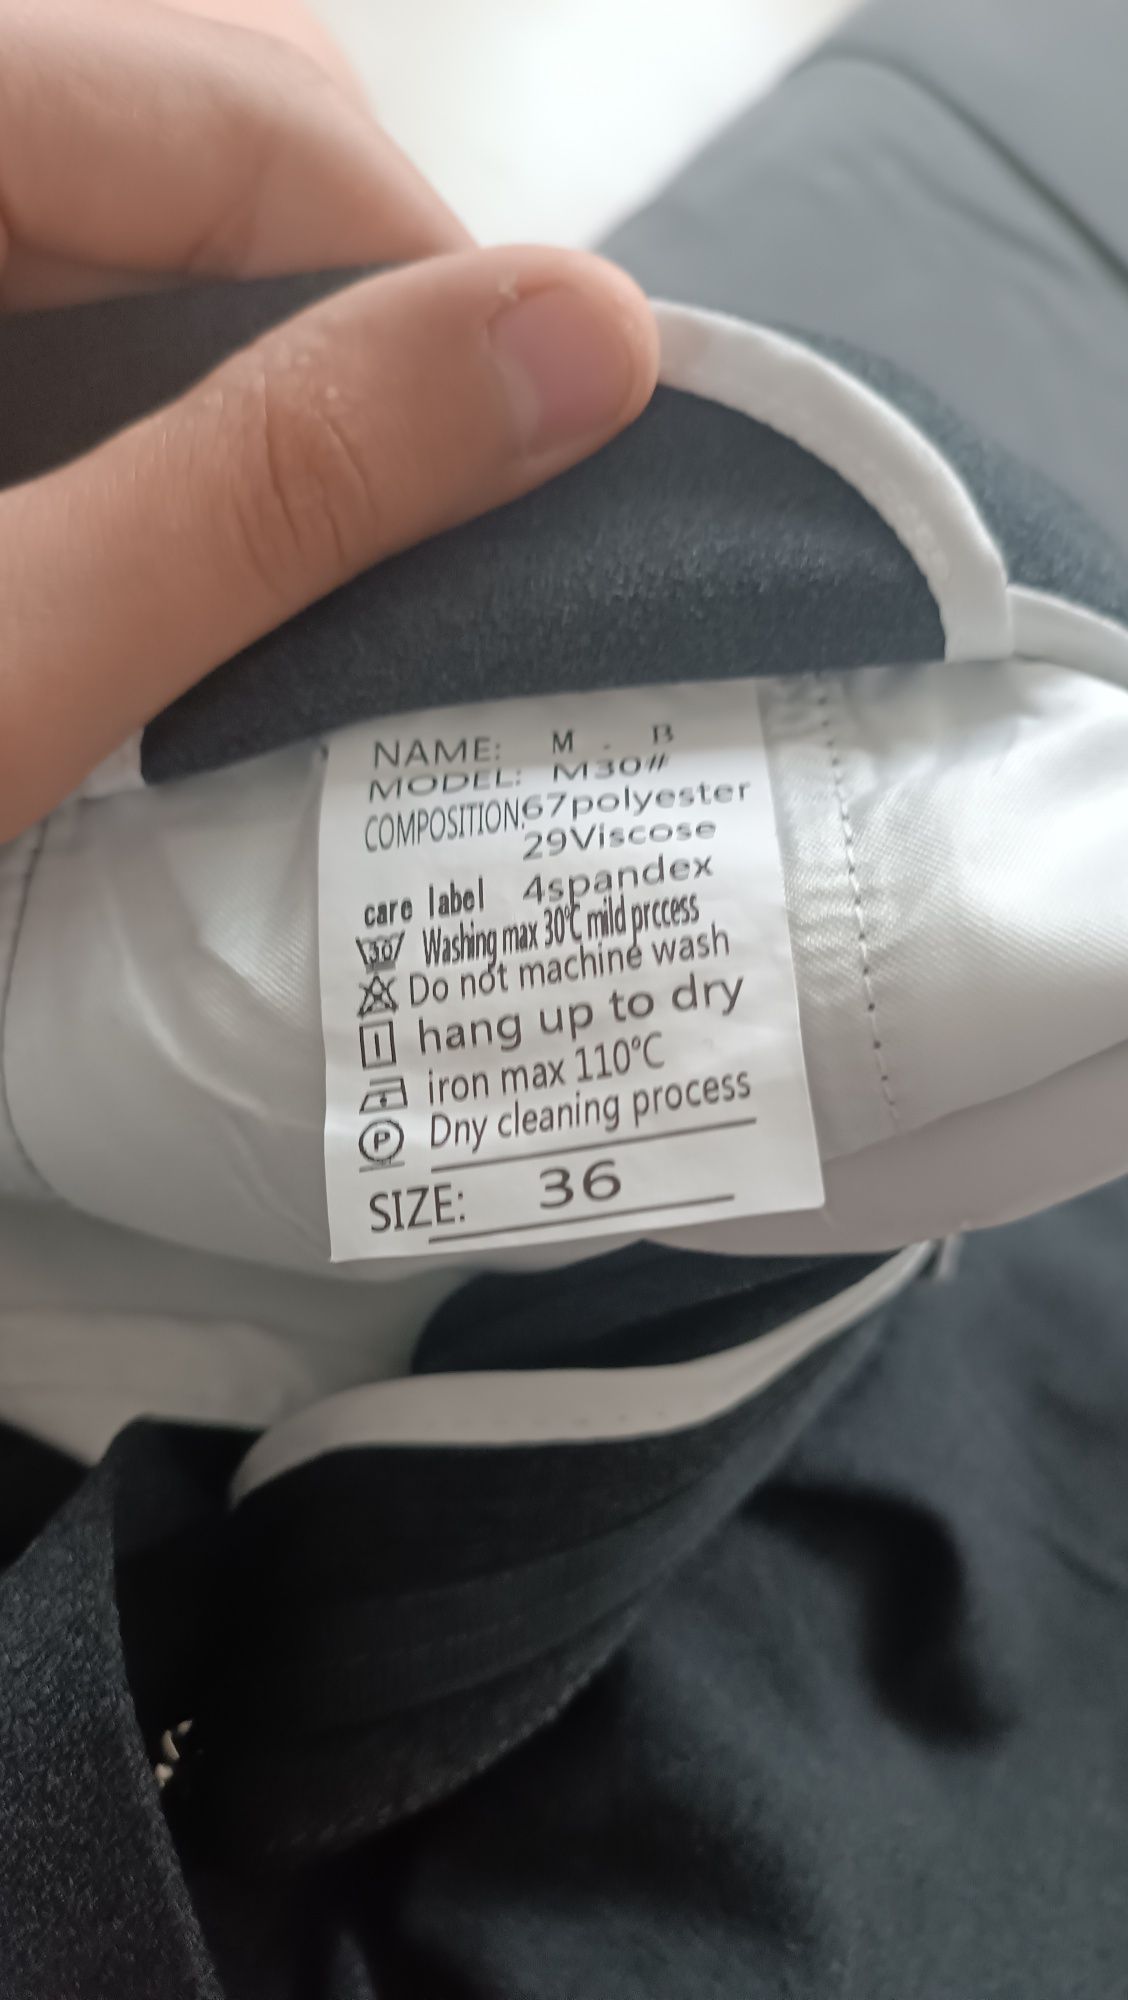 NAME: M . B
MODEL: M30#
COMPOSITION:67polyester
29Viscose
4spandex
care label
30 Washing max 30℃ mild prccess
Do not machine wash
hang up to dry
iron max 110℃
P Dny cleaning process
SIZE: 36